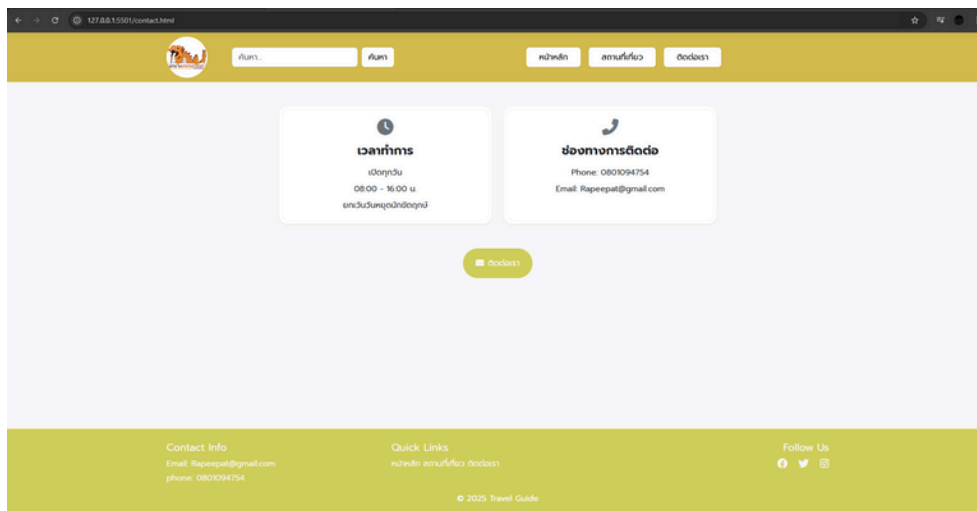 127.0.0.1:5501/contact.html
ค้นหา...
ค้นหา
หน้าหลัก
สถานที่เที่ยว
ติดต่อเรา
เวลาทำการ
เปิดทุกวัน
08:00 - 16:00 น.
ยกเว้นวันหยุดนักขัตฤกษ์
ช่องทางการติดต่อ
Phone: 0801094754
Email: Rapeepat@gmail.com
ติดต่อเรา
Contact Info
Email: Rapeepat@gmail.com
phone: 0801094754
Quick Links
หน้าหลัก สถานที่เที่ยว ติดต่อเรา
Follow Us
© 2025 Travel Guide